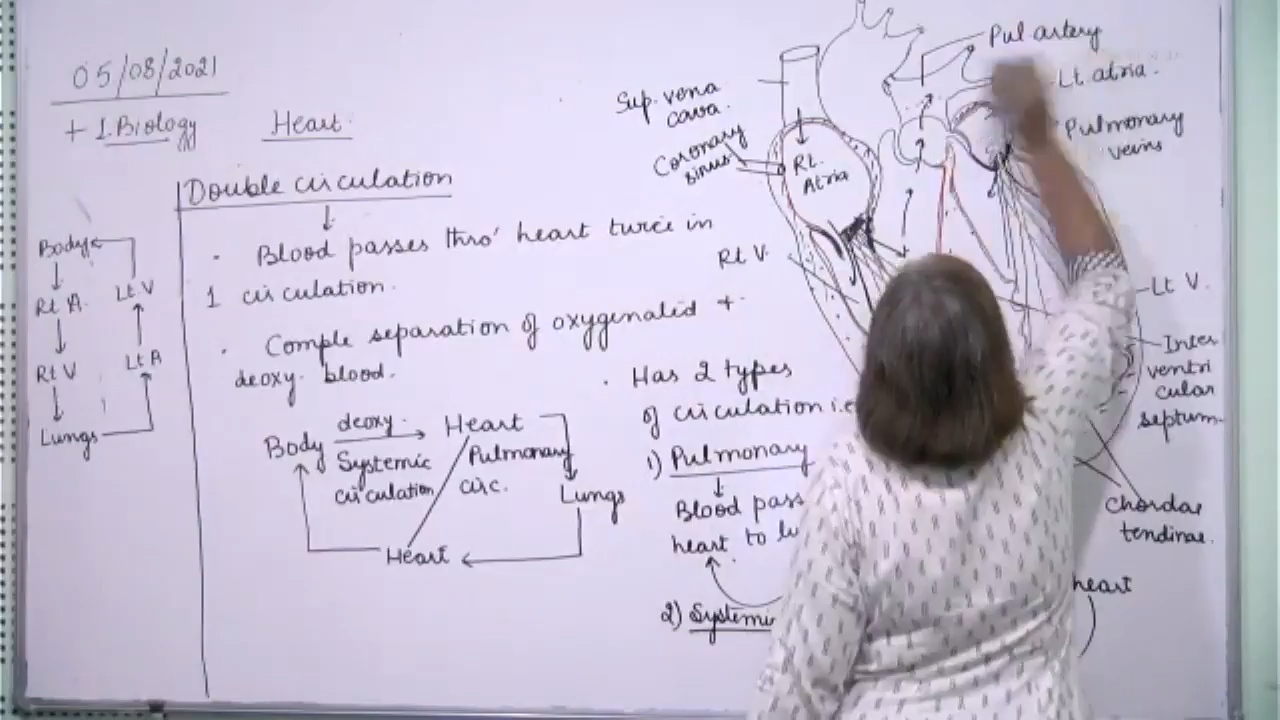 05/08/2021
+ 1. Biology
Heart.
Body
Rt A.
Rt V
Lungs
Lt V
Lt A
Double circulation
. Blood passes thro' heart twice in
1 circulation.
. Comple separation of oxygenated +
deoxy. blood.
Body
deoxy.
Systemic
circulation
Heart
Pulmonary
circ.
Lungs
Heart
. Has 2 types
of circulation i.e
1) Pulmonary
Blood pass
heart to lu
2) Systemic
heart
Sup. vena
cava.
Coronary
sinus
Rt.
Atria
Rt V.
Pul artery
Lt atria.
Pulmonary
veins
Lt V.
Inter
ventri
cular
septum.
Chordae
tendinae.